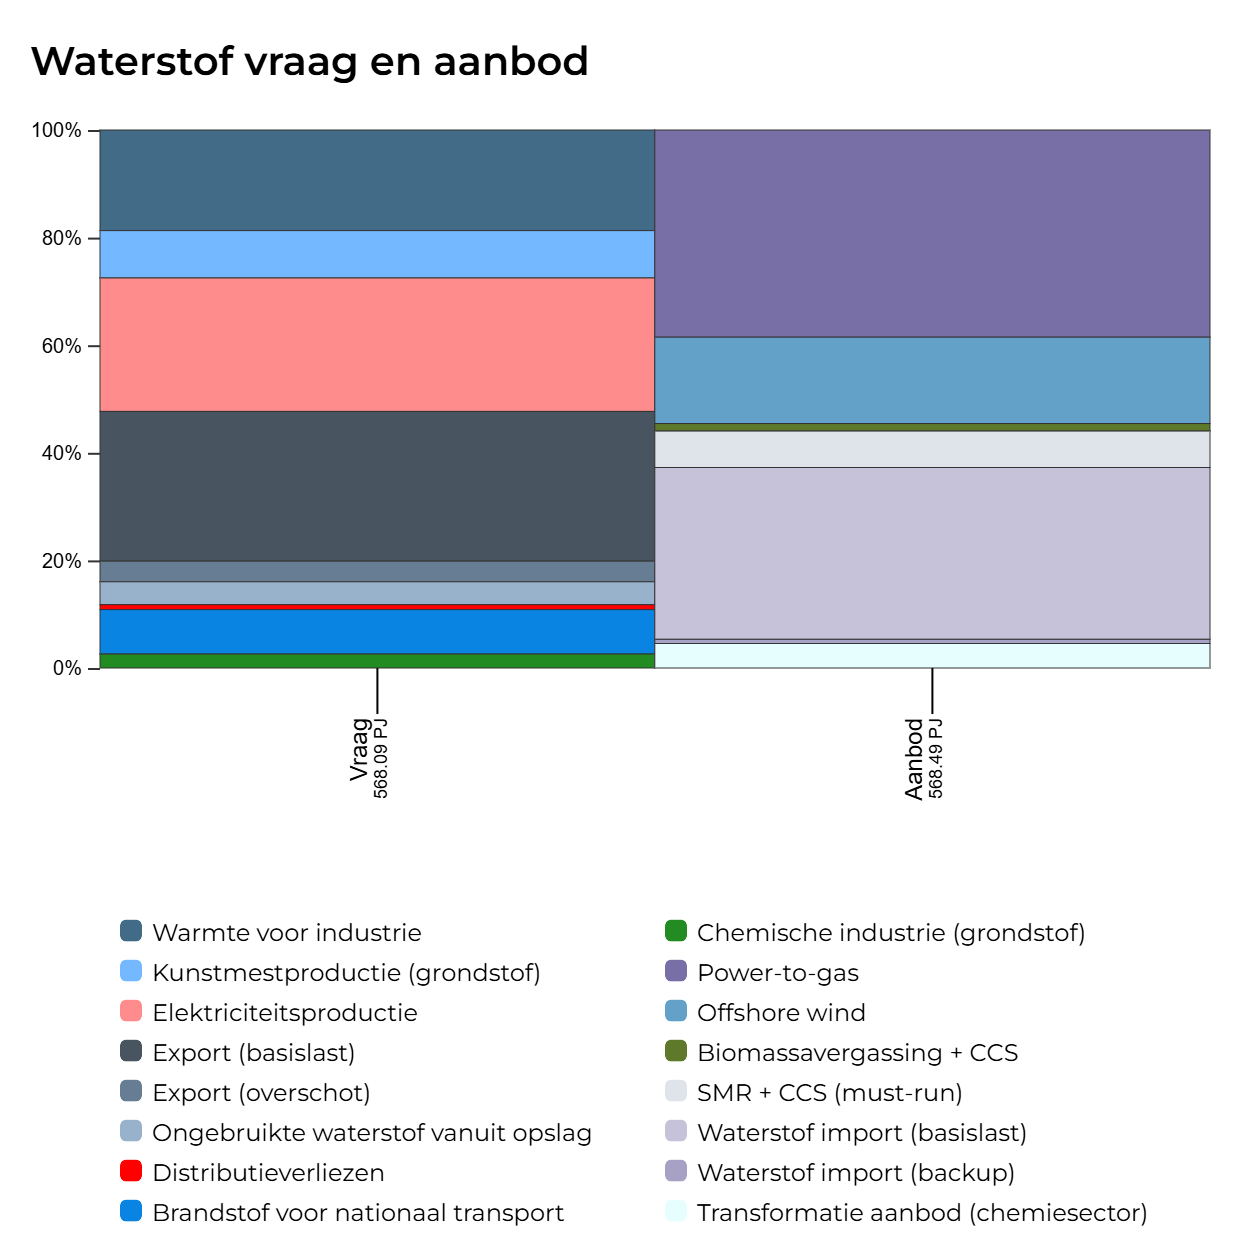 Waterstof vraag en aanbod
100%
80%
60%
40%
20%
0%
Vraag
568.09 PJ
Aanbod
568.49 PJ
Warmte voor industrie
Kunstmestproductie (grondstof)
Elektriciteitsproductie
Export (basislast)
Export (overschot)
Ongebruikte waterstof vanuit opslag
Distributieverliezen
Brandstof voor nationaal transport
Chemische industrie (grondstof)
Power-to-gas
Offshore wind
Biomassavergassing + CCS
SMR + CCS (must-run)
Waterstof import (basislast)
Waterstof import (backup)
Transformatie aanbod (chemiesector)